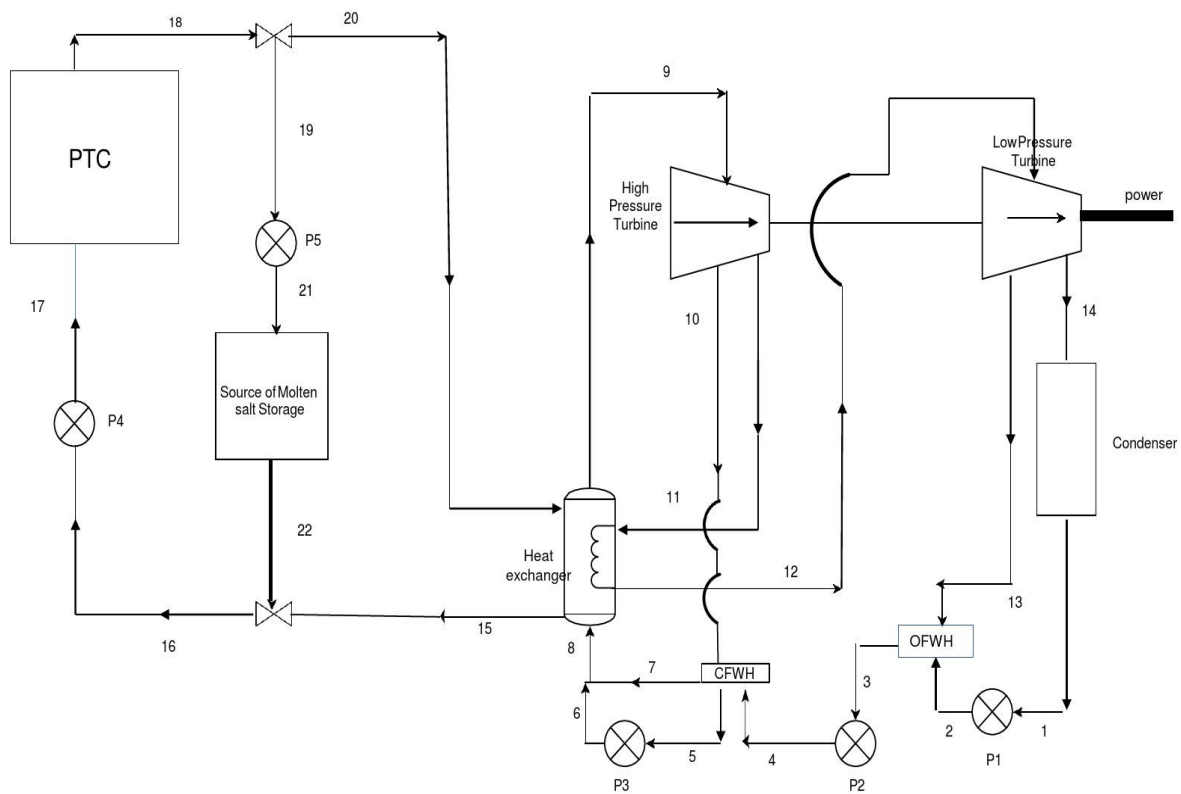 18
20
9
PTC
19
Low Pressure
Turbine
High
Pressure
Turbine
power
P5
17
21
10
14
Source of Molten
salt Storage
P4
Condenser
11
22
Heat
exchanger
12
13
15
16
8
OFWH
7
CFWH
3
6
2
1
5
4
P1
P3
P2